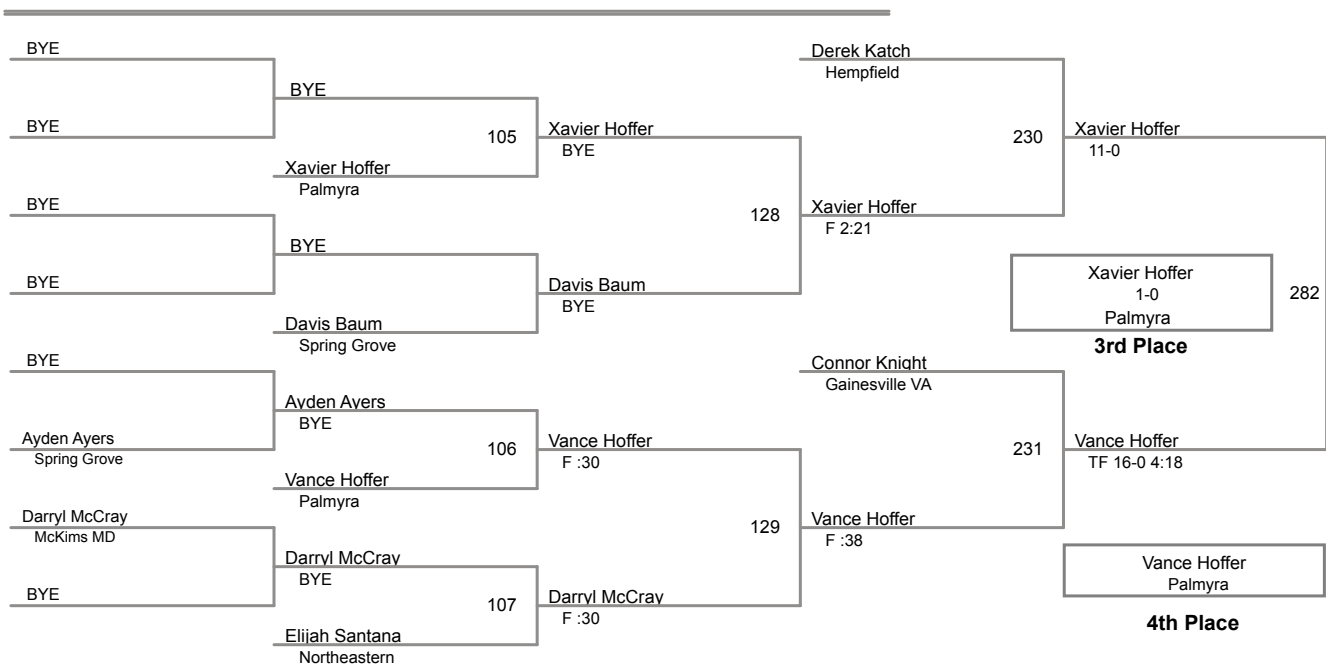 BYE
BYE
BYE
BYE
BYE
Ayden Ayers
Spring Grove
Darryl McCray
McKims MD
BYE
BYE
Xavier Hoffer
Palmyra
BYE
Davis Baum
Spring Grove
Ayden Ayers
BYE
Vance Hoffer
Palmyra
Darryl McCray
BYE
Elijah Santana
Northeastern
105
106
107
Xavier Hoffer
BYE
Davis Baum
BYE
Vance Hoffer
F :30
Darryl McCray
F :30
128
129
Derek Katch
Hempfield
Xavier Hoffer
F 2:21
Connor Knight
Gainesville VA
Vance Hoffer
F :38
230
231
Xavier Hoffer
11-0
Xavier Hoffer
1-0
Palmyra
3rd Place
282
Vance Hoffer
TF 16-0 4:18
Vance Hoffer
Palmyra
4th Place